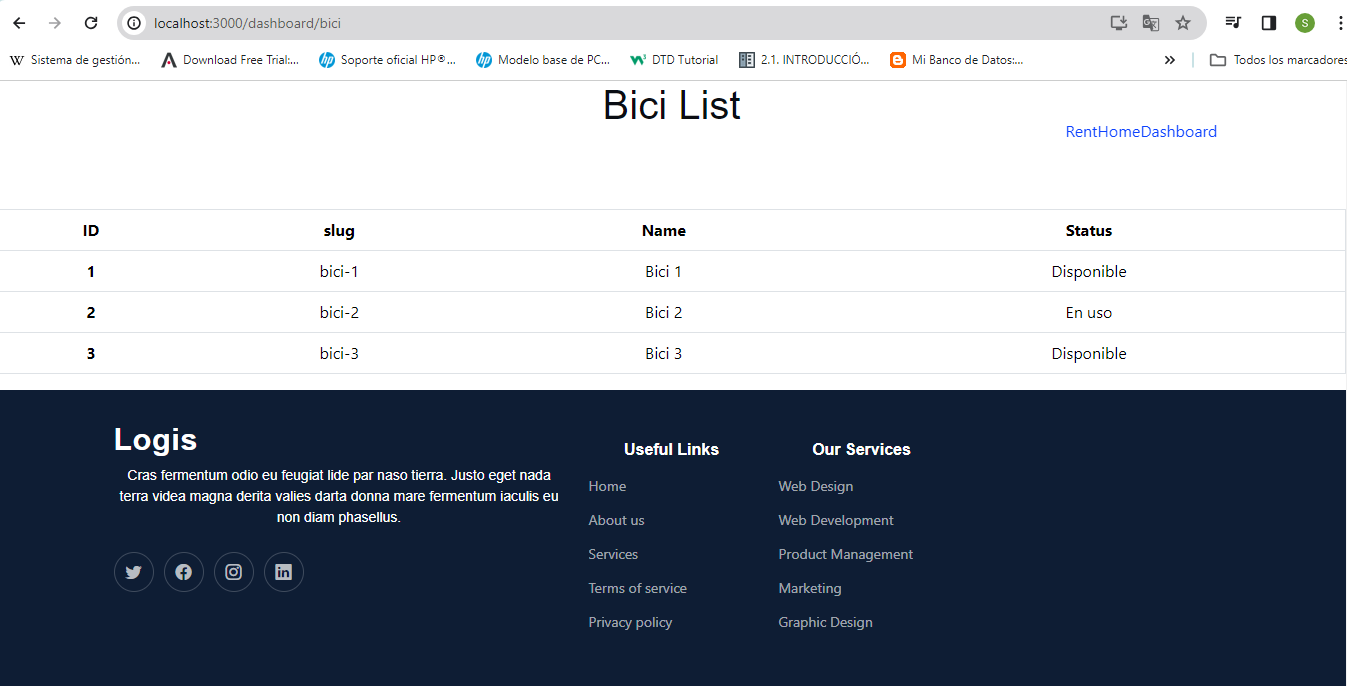 localhost:3000/dashboard/bici
S
W Sistema de gestión... Download Free Trial:... hp Soporte oficial HP®... hp Modelo base de PC... DTD Tutorial 2.1. INTRODUCCIÓ... Mi Banco de Datos:... » Todos los marcadores
Bici List
RentHomeDashboard
ID slug Name Status
1 bici-1 Bici 1 Disponible
2 bici-2 Bici 2 En uso
3 bici-3 Bici 3 Disponible
Logis
Cras fermentum odio eu feugiat lide par naso tierra. Justo eget nada
terra videa magna derita valies darta donna mare fermentum iaculis eu
non diam phasellus.
Useful Links
Home
About us
Services
Terms of service
Privacy policy
Our Services
Web Design
Web Development
Product Management
Marketing
Graphic Design